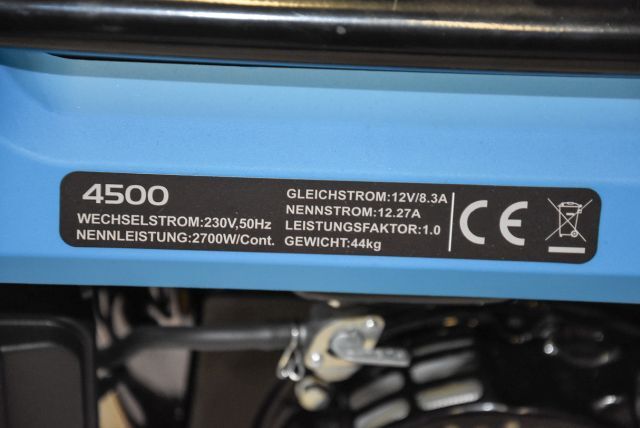 4500
WECHSELSTROM:230V,50Hz
NENNLEISTUNG:2700W/Cont.
GLEICHSTROM:12V/8.3A
NENNSTROM:12.27A
LEISTUNGSFAKTOR:1.0
GEWICHT:44kg
CE